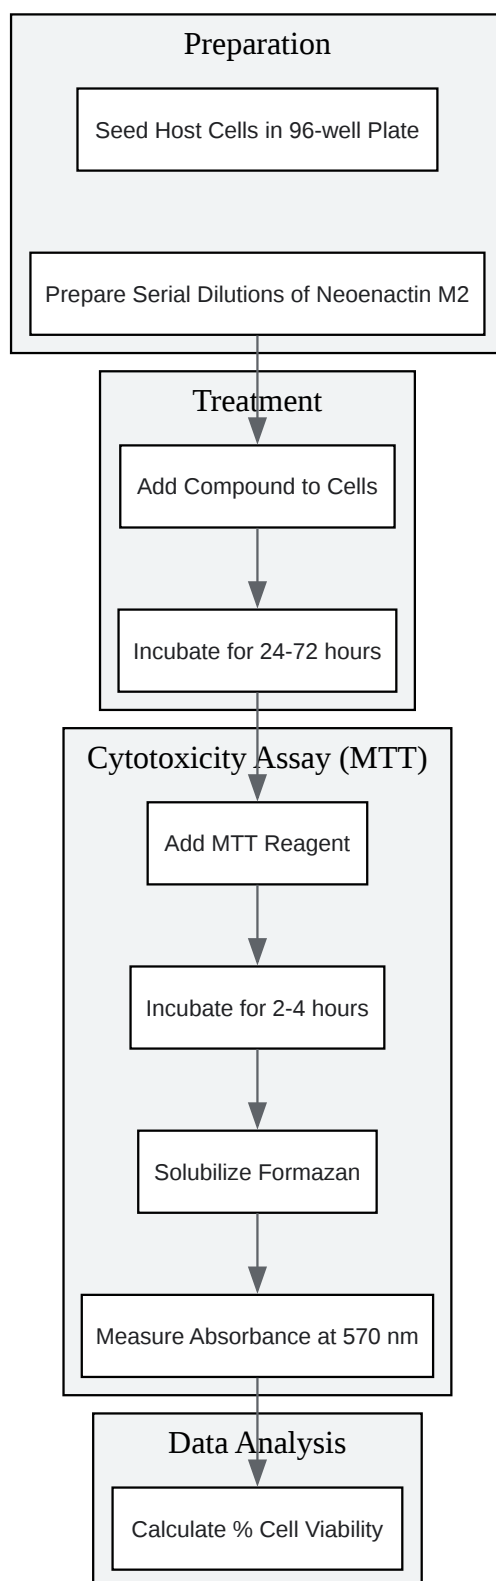 Preparation
Seed Host Cells in 96-well Plate
Prepare Serial Dilutions of Neoenactin M2
Treatment
Add Compound to Cells
Incubate for 24-72 hours
Cytotoxicity Assay (MTT)
Add MTT Reagent
Incubate for 2-4 hours
Solubilize Formazan
Measure Absorbance at 570 nm
Data Analysis
Calculate % Cell Viability